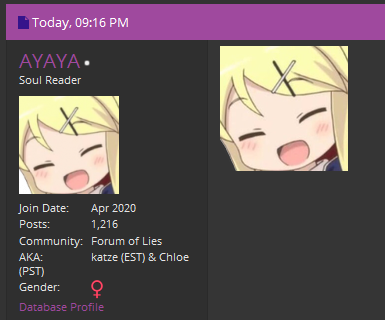 Today, 09:16 PM
AYAYA
Soul Reader
Join Date: Apr 2020
Posts: 1,216
Community: Forum of Lies
AKA: katze (EST) & Chloe
(PST)
Gender:
Database Profile